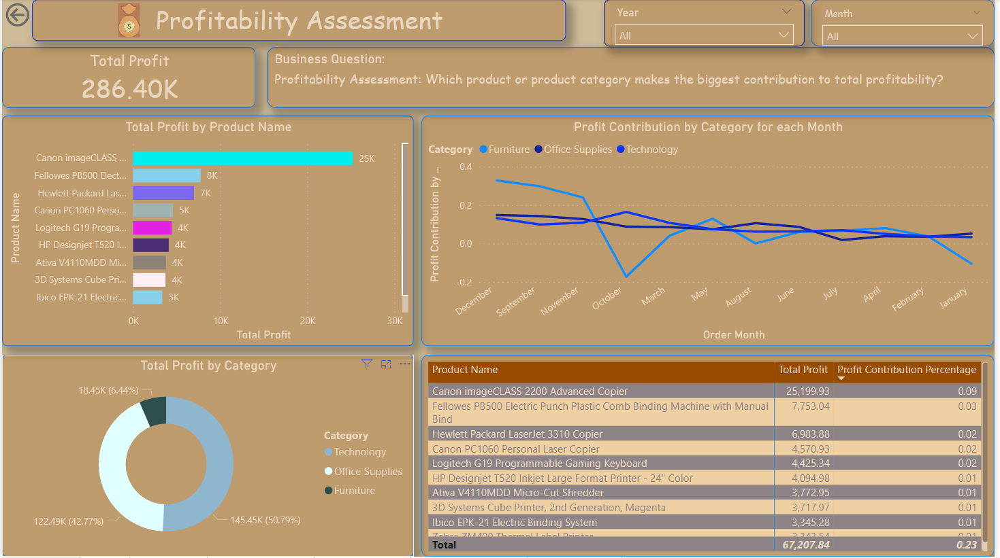 Profitability Assessment
$
Year
All
Month
All
Total Profit
286.40K
Business Question:
Profitability Assessment: Which product or product category makes the biggest contribution to total profitability?
Total Profit by Product Name
Product Name
Canon imageCLASS ... 25K
Fellowes PB500 Elect... 8K
Hewlett Packard Las... 7K
Canon PC1060 Perso... 5K
Logitech G19 Progra... 4K
HP Designjet T520 I... 4K
Ativa V4110MDD Mi... 4K
3D Systems Cube Pri... 4K
Ibico EPK-21 Electric... 3K
0K 10K 20K 30K
Total Profit
Profit Contribution by Category for each Month
Category Furniture Office Supplies Technology
Profit Contribution by ...
0.4
0.2
0.0
-0.2
December September November October March May August June July April February January
Order Month
Total Profit by Category
18.45K (6.44%)
122.49K (42.77%)
145.45K (50.79%)
Category
Technology
Office Supplies
Furniture
Product Name Total Profit Profit Contribution Percentage
Canon imageCLASS 2200 Advanced Copier 25,199.93 0.09
Fellowes PB500 Electric Punch Plastic Comb Binding Machine with Manual 7,753.04 0.03
Bind
Hewlett Packard LaserJet 3310 Copier 6,983.88 0.02
Canon PC1060 Personal Laser Copier 4,570.93 0.02
Logitech G19 Programmable Gaming Keyboard 4,425.34 0.02
HP Designjet T520 Inkjet Large Format Printer - 24" Color 4,094.98 0.01
Ativa V4110MDD Micro-Cut Shredder 3,772.95 0.01
3D Systems Cube Printer, 2nd Generation, Magenta 3,717.97 0.01
Ibico EPK-21 Electric Binding System 3,345.28 0.01
Zebra ZM400 Thermal Label Printer 3,343.54 0.01
Total 67,207.84 0.23